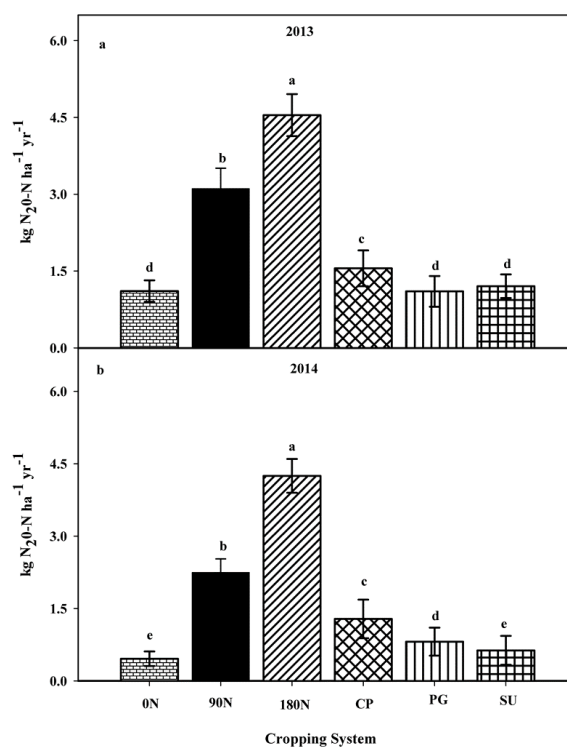 2013
a
6.0
4.5
3.0
1.5
0.0
kg N₂0-N ha⁻¹ yr⁻¹
d
b
a
c
d
d
b
2014
6.0
4.5
3.0
1.5
0.0
kg N₂0-N ha⁻¹ yr⁻¹
e
b
a
c
d
e
0N 90N 180N CP PG SU
Cropping System